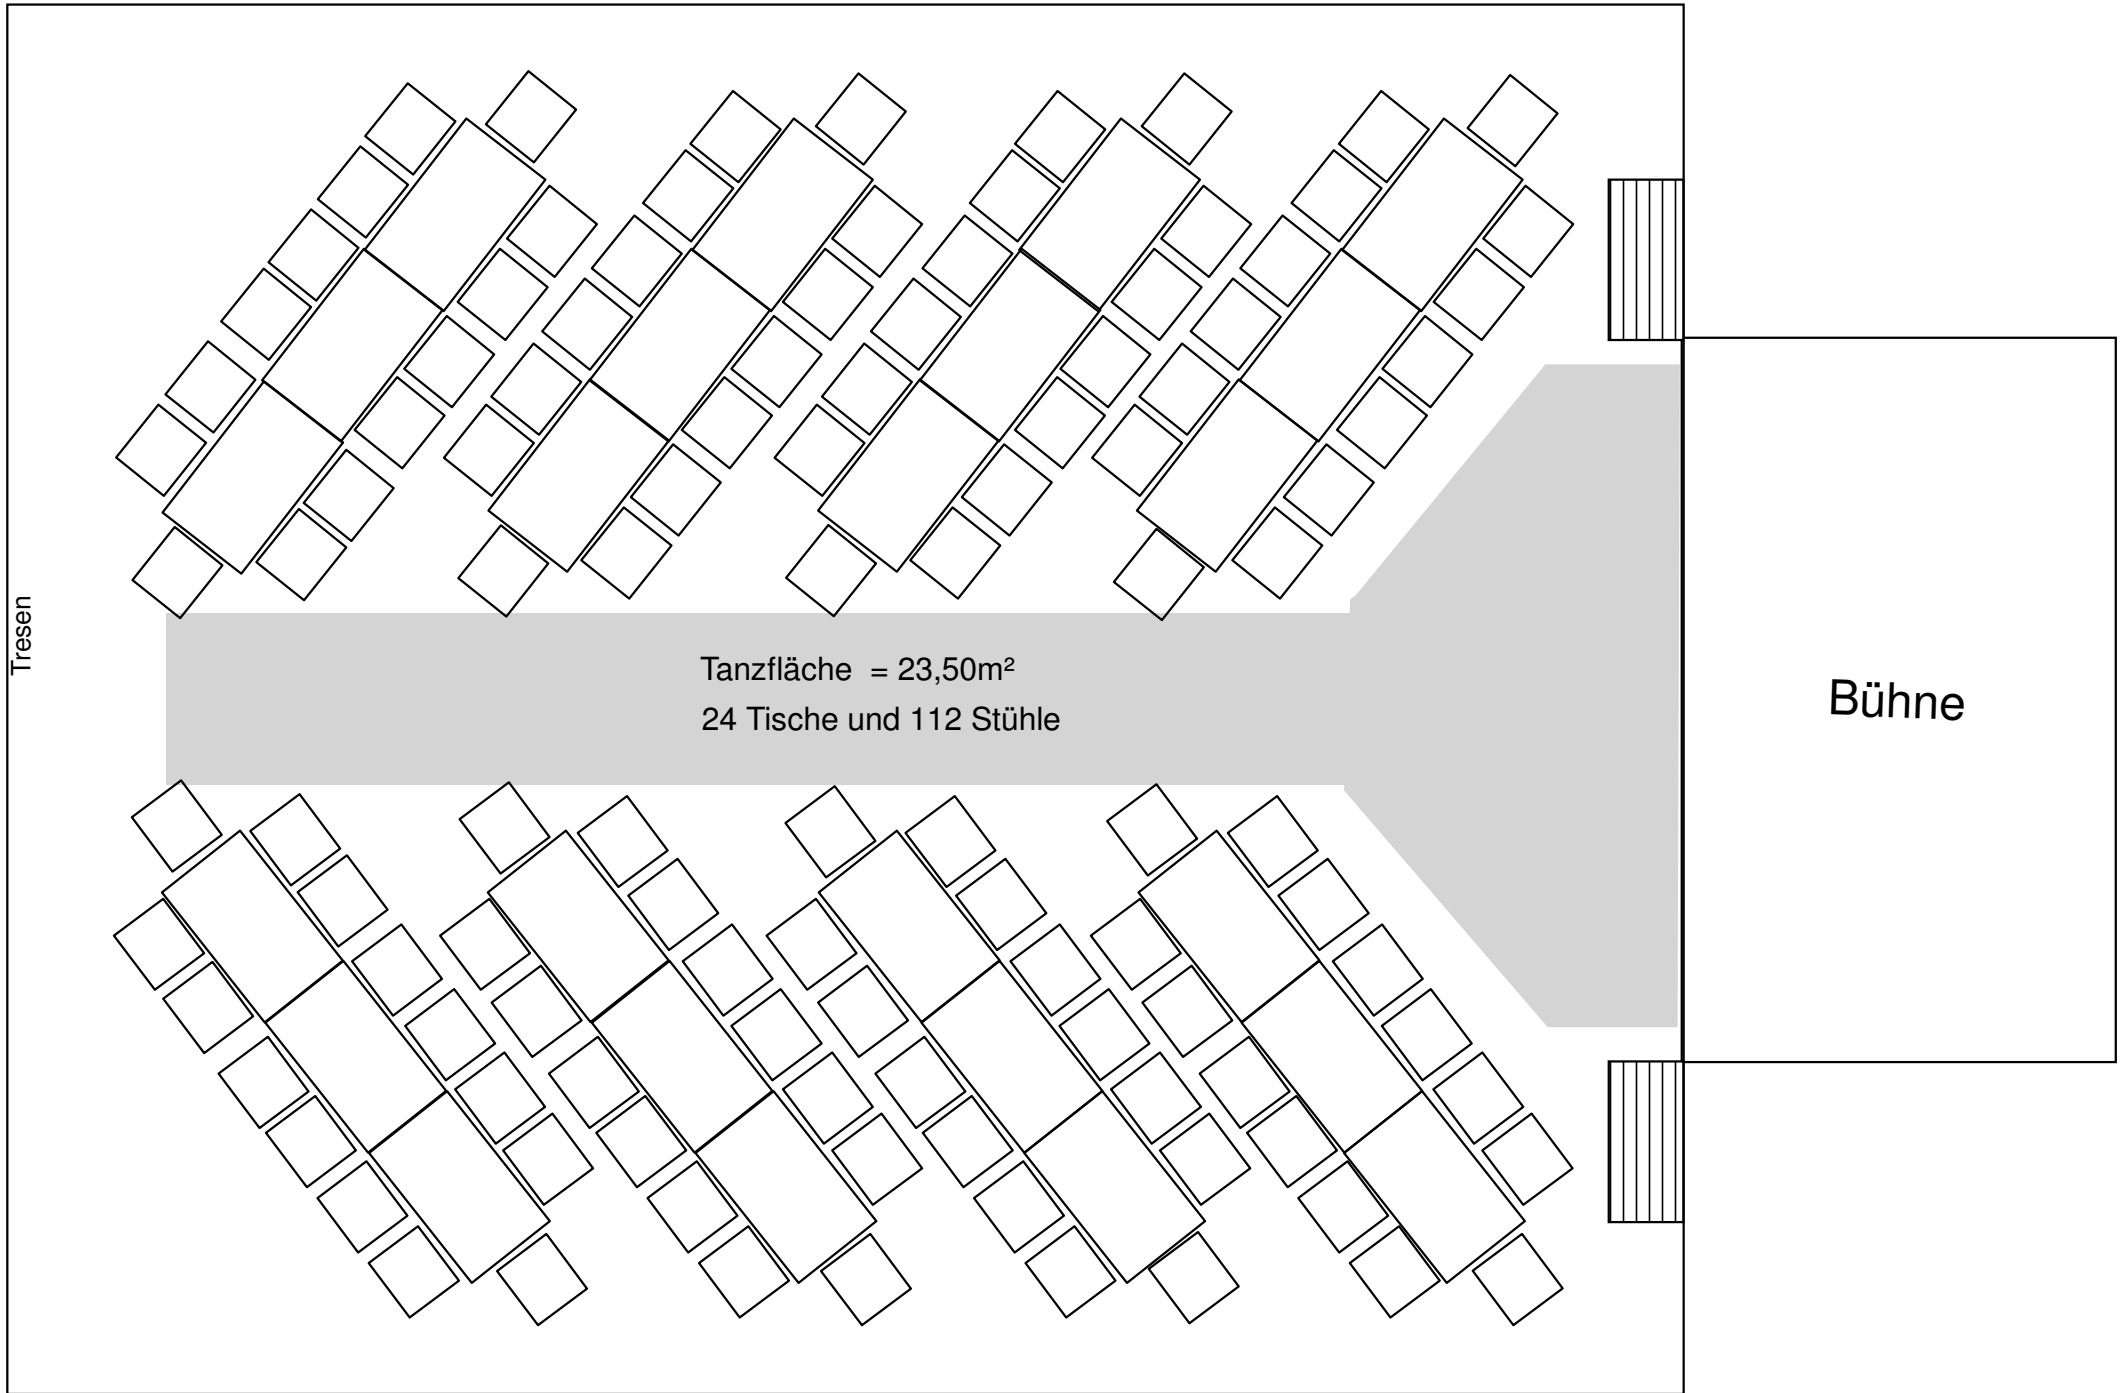 Tresen
Tanzfläche = 23,50m²
24 Tische und 112 Stühle
Bühne